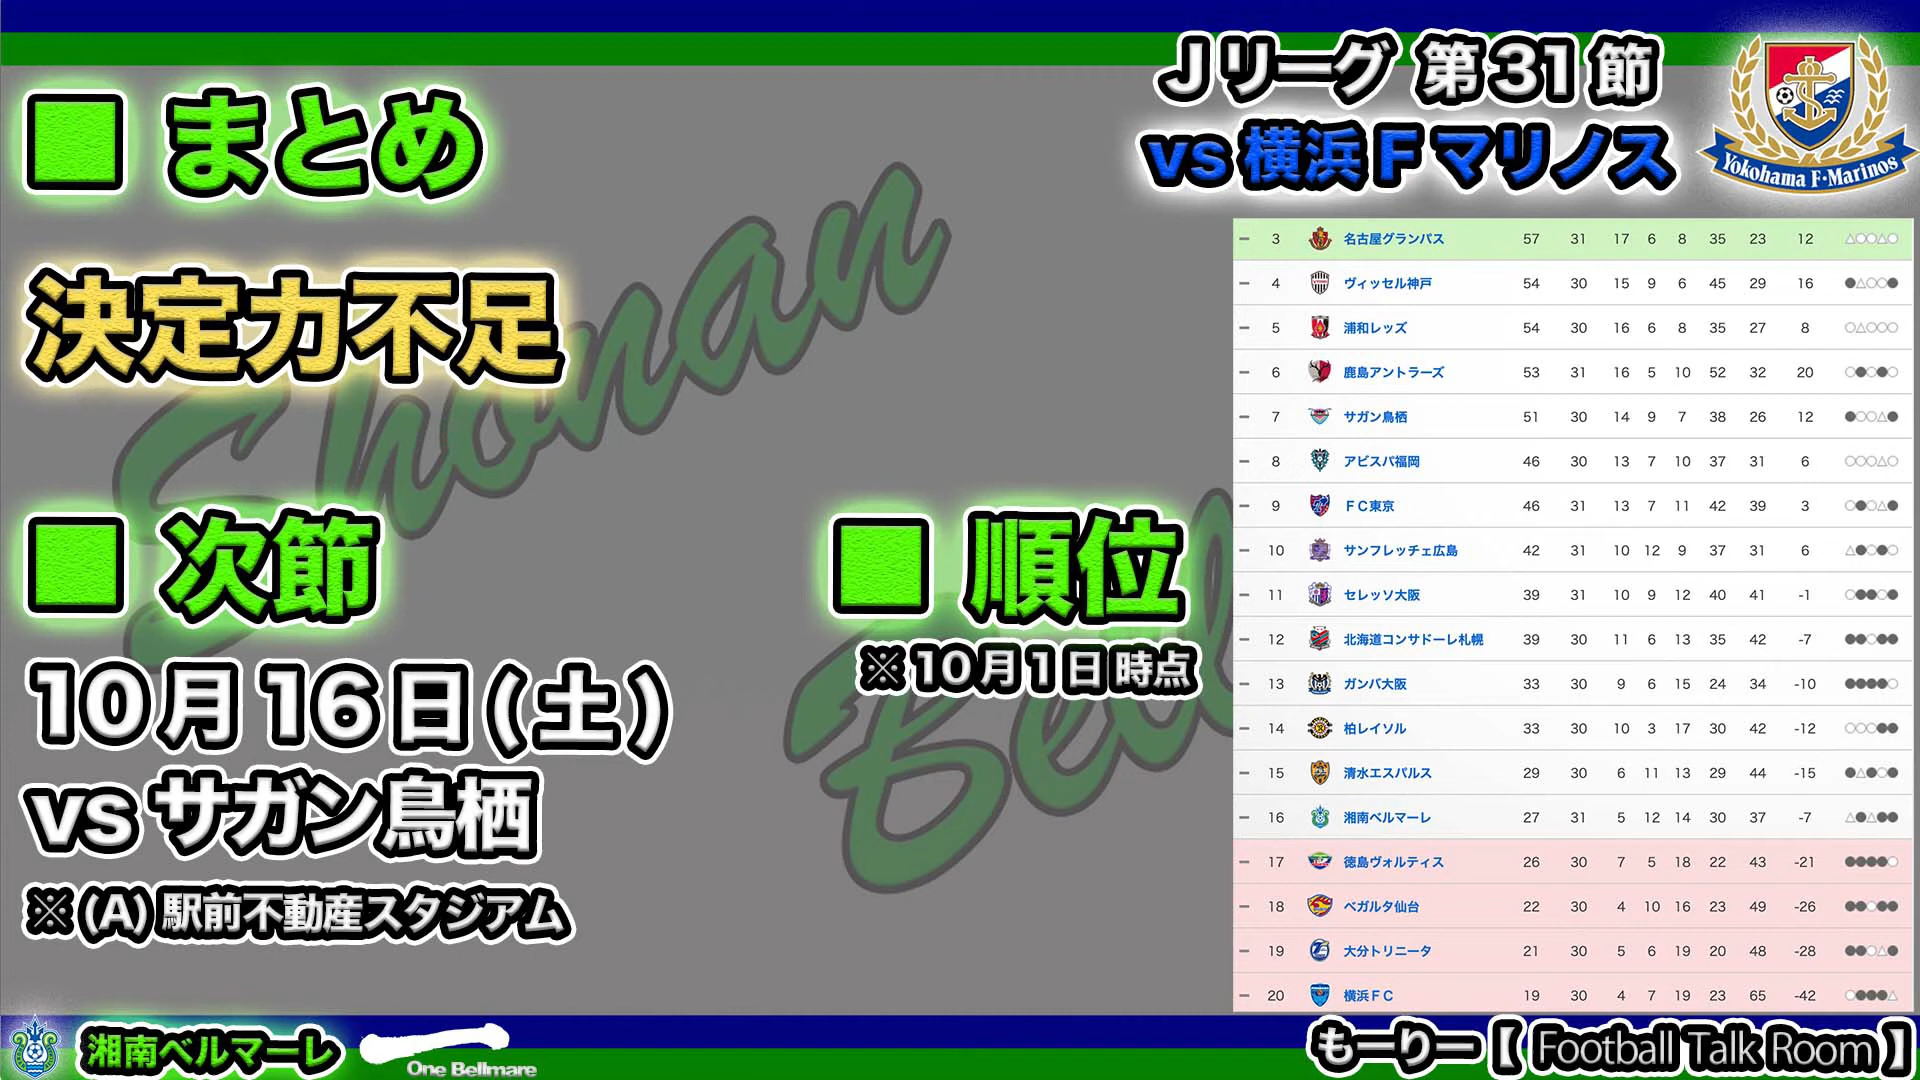 Jリーグ 第31節
vs 横浜Fマリノス
Yokohama F・Marinos
■ まとめ
決定力不足
Shonan
Bell
■ 次節
10月16日(土)
vs サガン鳥栖
※(A)駅前不動産スタジアム
■ 順位
※10月1日時点
− 3 名古屋グランパス 57 31 17 6 8 35 23 12 △○○△○
− 4 ヴィッセル神戸 54 30 15 9 6 45 29 16 ●△○○●
− 5 浦和レッズ 54 30 16 6 8 35 27 8 ○△○○○
− 6 鹿島アントラーズ 53 31 16 5 10 52 32 20 ○●○●○
− 7 サガン鳥栖 51 30 14 9 7 38 26 12 ●○○△●
− 8 アビスパ福岡 46 30 13 7 10 37 31 6 ○○○△○
− 9 FC東京 46 31 13 7 11 42 39 3 ○●○△●
− 10 サンフレッチェ広島 42 31 10 12 9 37 31 6 △●○●○
− 11 セレッソ大阪 39 31 10 9 12 40 41 -1 ○●●○●
− 12 北海道コンサドーレ札幌 39 30 11 6 13 35 42 -7 ●●○●●
− 13 ガンバ大阪 33 30 9 6 15 24 34 -10 ●●●●○
− 14 柏レイソル 33 30 10 3 17 30 42 -12 ○○○●●
− 15 清水エスパルス 29 30 6 11 13 29 44 -15 ●△●○●
− 16 湘南ベルマーレ 27 31 5 12 14 30 37 -7 △●△●●
− 17 徳島ヴォルティス 26 30 7 5 18 22 43 -21 ●●●●○
− 18 ベガルタ仙台 22 30 4 10 16 23 49 -26 ●●○●●
− 19 大分トリニータ 21 30 5 6 19 20 48 -28 ●●○△●
− 20 横浜FC 19 30 4 7 19 23 65 -42 ○●●●△
湘南ベルマーレ
One Bellmare
もーりー【Football Talk Room】